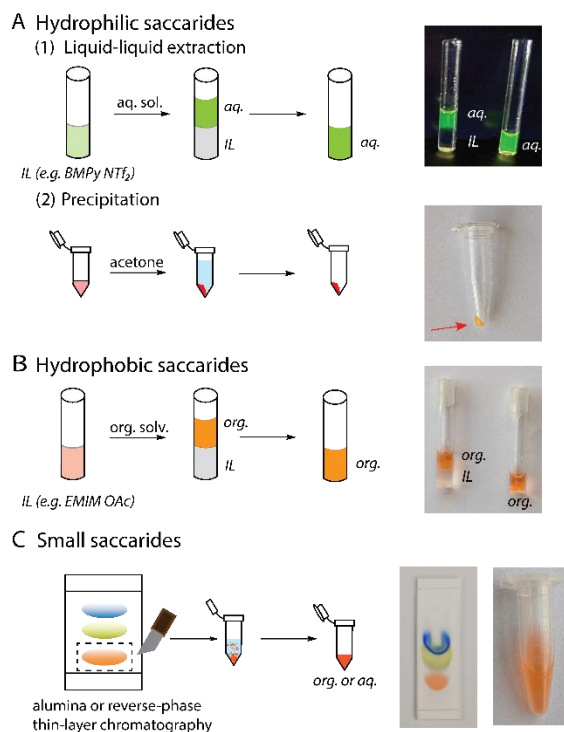 A Hydrophilic saccarides
(1) Liquid-liquid extraction
aq. sol.
aq.
IL
aq.
IL (e.g. BMPy NTf₂)
aq.
IL
aq.
(2) Precipitation
acetone
B Hydrophobic saccarides
org. solv.
org.
IL
org.
IL (e.g. EMIM OAc)
org.
IL
org.
C Small saccarides
org. or aq.
alumina or reverse-phase
thin-layer chromatography